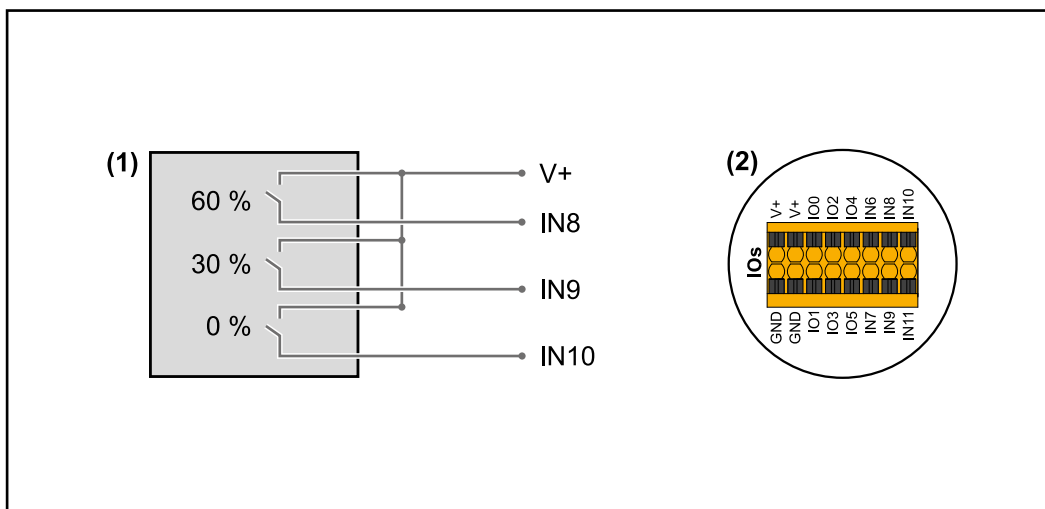 (1)
60 %
30 %
0 %
V+
IN8
IN9
IN10
(2)
IOs
V+
V+
IO0
IO2
IO4
IN6
IN8
IN10
GND
GND
IO1
IO3
IO5
IN7
IN9
IN11